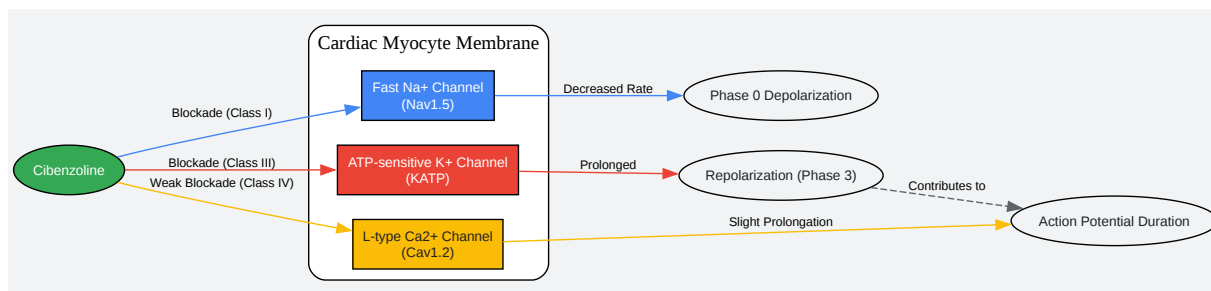 Cardiac Myocyte Membrane
Cibenzoline
Blockade (Class I)
Blockade (Class III)
Weak Blockade (Class IV)
Fast Na+ Channel
(Nav1.5)
ATP-sensitive K+ Channel
(KATP)
L-type Ca2+ Channel
(Cav1.2)
Decreased Rate
Prolonged
Slight Prolongation
Phase 0 Depolarization
Repolarization (Phase 3)
Contributes to
Action Potential Duration